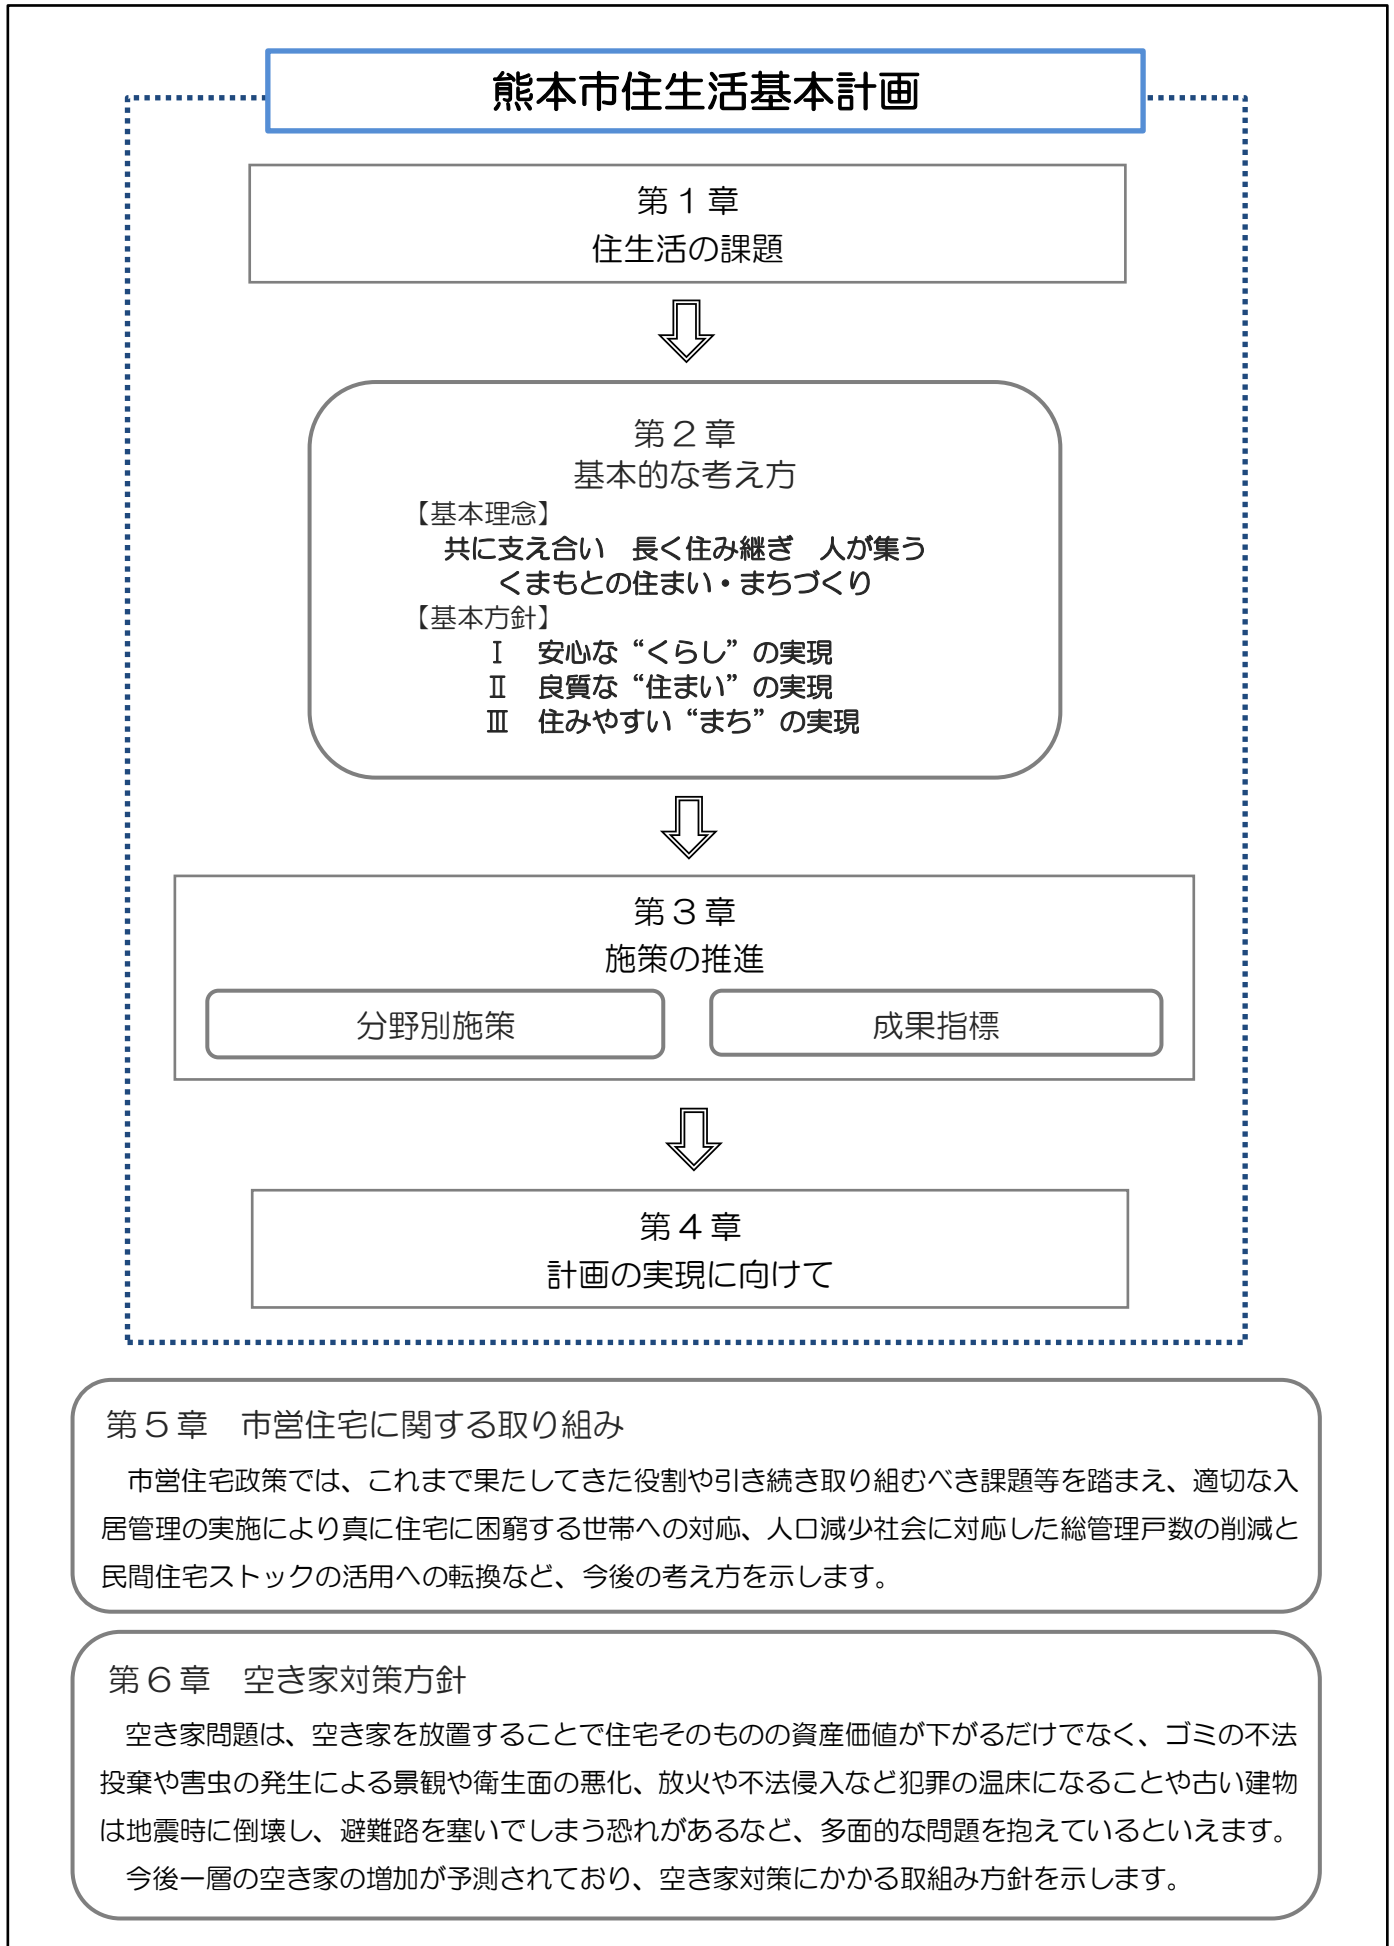 熊本市住生活基本計画
第１章
住生活の課題
第２章
基本的な考え方
【基本理念】
共に支え合い　長く住み継ぎ　人が集う
くまもとの住まい・まちづくり
【基本方針】
Ⅰ　安心な“くらし”の実現
Ⅱ　良質な“住まい”の実現
Ⅲ　住みやすい“まち”の実現
第３章
施策の推進
分野別施策
成果指標
第４章
計画の実現に向けて
第５章　市営住宅に関する取り組み
市営住宅政策では、これまで果たしてきた役割や引き続き取り組むべき課題等を踏まえ、適切な入
居管理の実施により真に住宅に困窮する世帯への対応、人口減少社会に対応した総管理戸数の削減と
民間住宅ストックの活用への転換など、今後の考え方を示します。
第６章　空き家対策方針
空き家問題は、空き家を放置することで住宅そのものの資産価値が下がるだけでなく、ゴミの不法
投棄や害虫の発生による景観や衛生面の悪化、放火や不法侵入など犯罪の温床になることや古い建物
は地震時に倒壊し、避難路を塞いでしまう恐れがあるなど、多面的な問題を抱えているといえます。
今後一層の空き家の増加が予測されており、空き家対策にかかる取組み方針を示します。